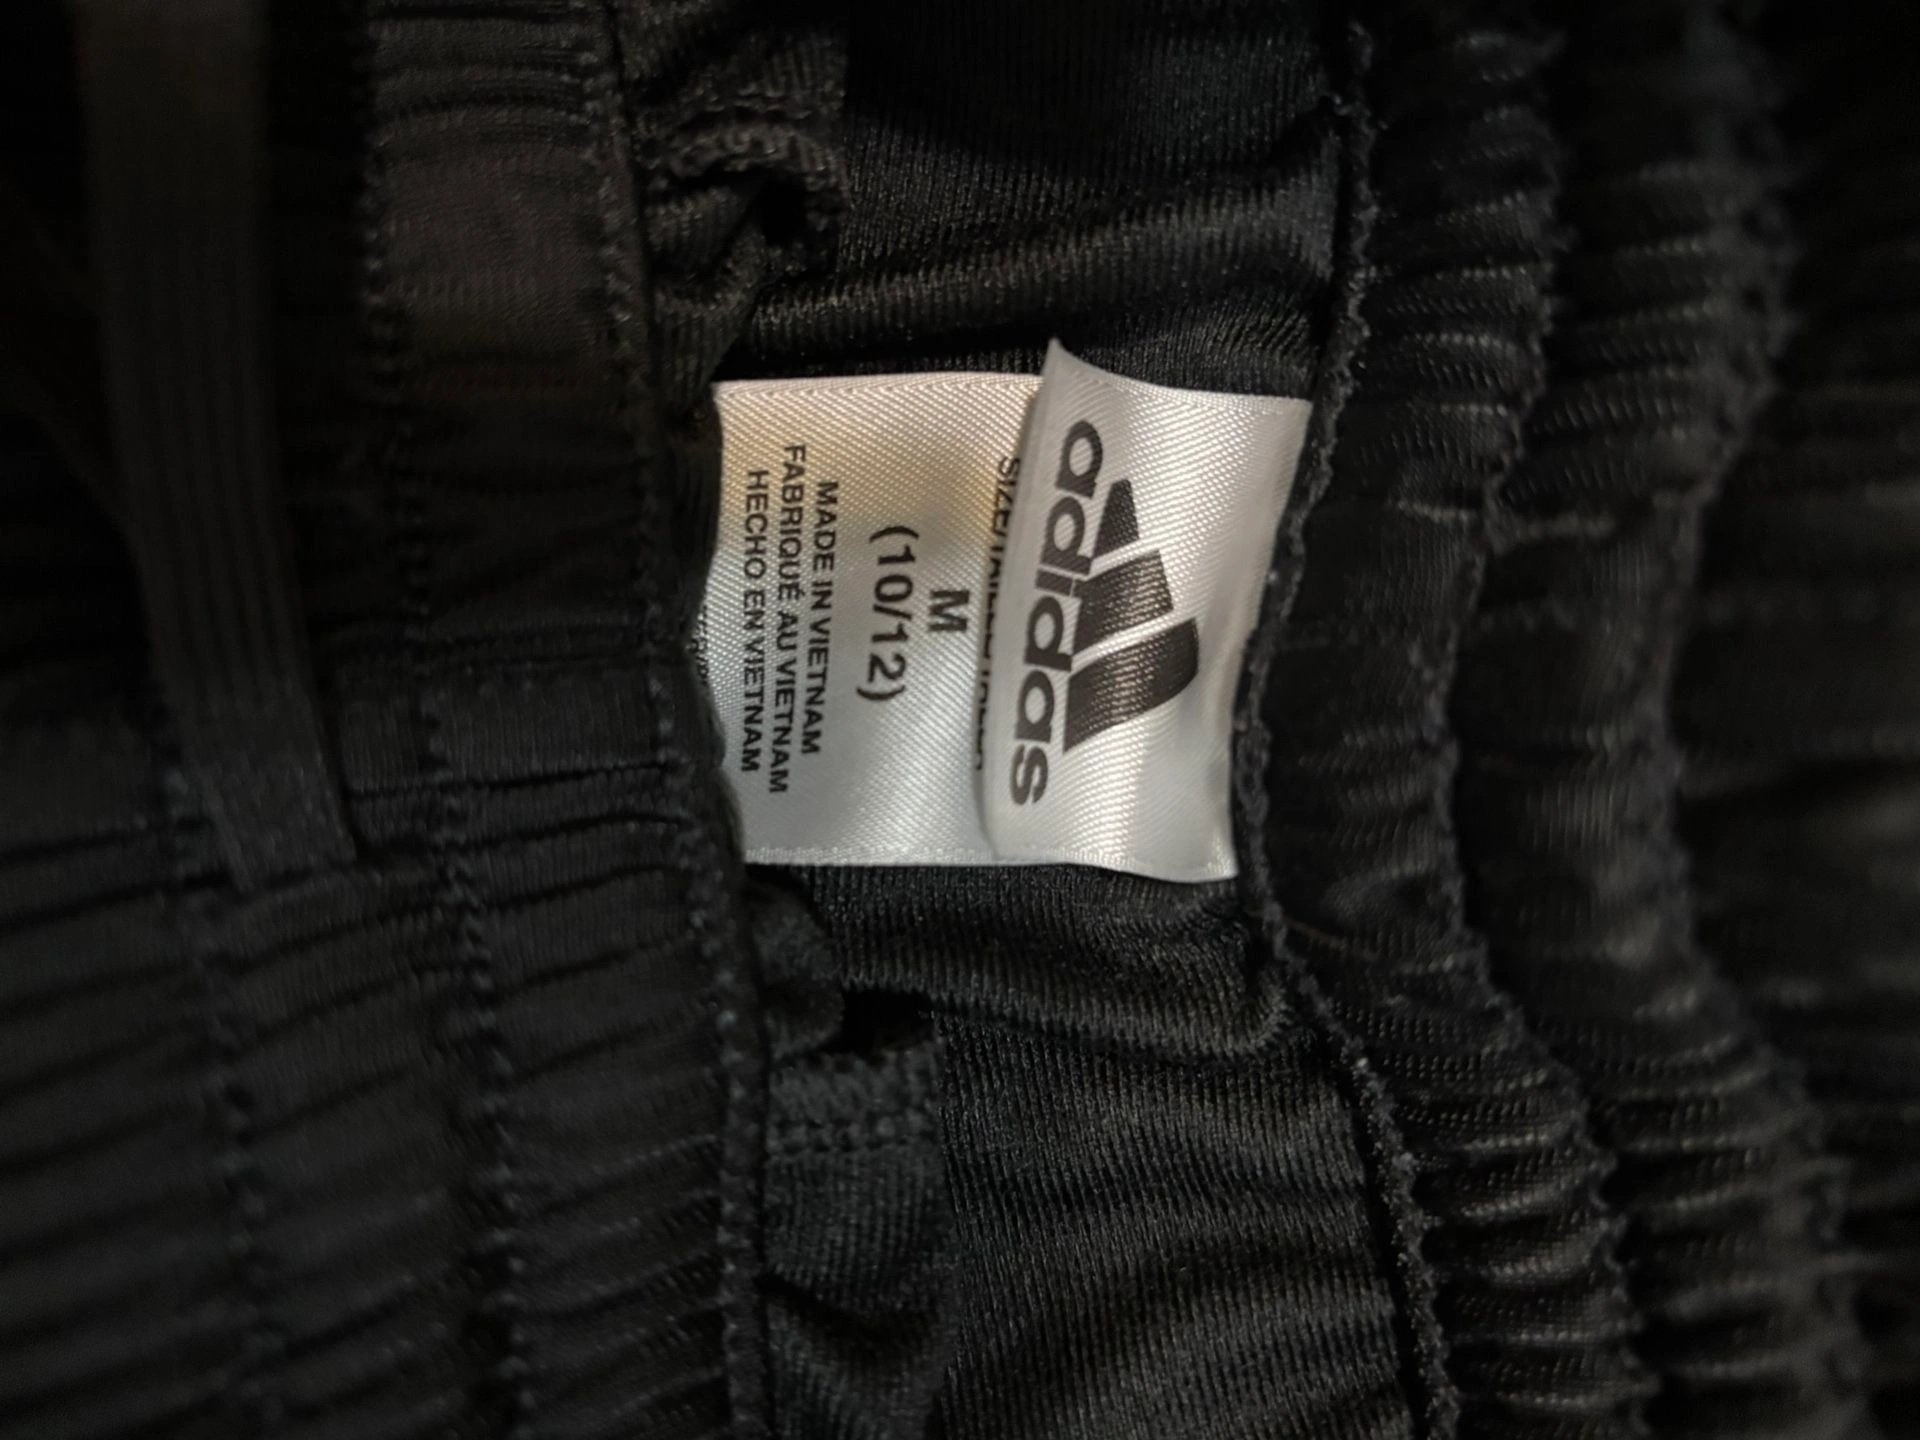 adidas
M
(10/12)
MADE IN VIETNAM
FABRIQUÉ AU VIETNAM
HECHO EN VIETNAM